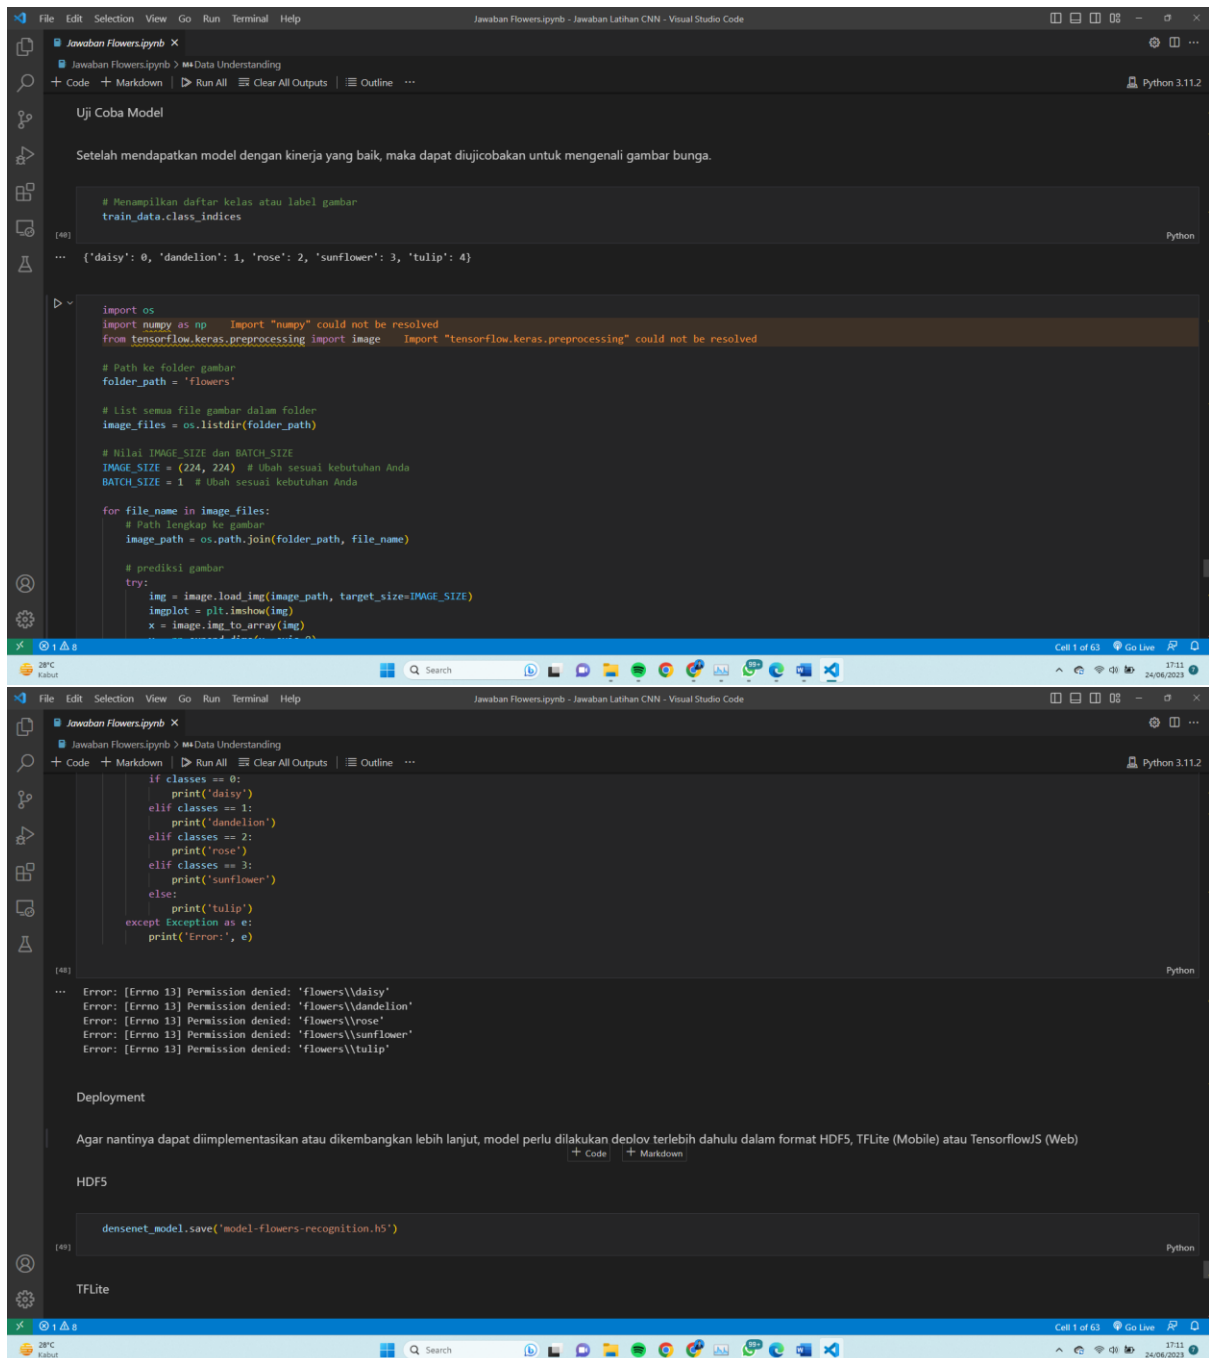 File Edit Selection View Go Run Terminal Help
Jawaban Flowers.ipynb - Jawaban Latihan CNN - Visual Studio Code
Jawaban Flowers.ipynb
Jawaban Flowers.ipynb > M↓Data Understanding
+ Code + Markdown | Run All Clear All Outputs | Outline ...
Python 3.11.2
Uji Coba Model
Setelah mendapatkan model dengan kinerja yang baik, maka dapat diujicobakan untuk mengenali gambar bunga.
# Menampilkan daftar kelas atau label gambar
train_data.class_indices
[40]
Python
... {'daisy': 0, 'dandelion': 1, 'rose': 2, 'sunflower': 3, 'tulip': 4}
import os
import numpy as np Import "numpy" could not be resolved
from tensorflow.keras.preprocessing import image Import "tensorflow.keras.preprocessing" could not be resolved
# Path ke folder gambar
folder_path = 'flowers'
# List semua file gambar dalam folder
image_files = os.listdir(folder_path)
# Nilai IMAGE_SIZE dan BATCH_SIZE
IMAGE_SIZE = (224, 224) # Ubah sesuai kebutuhan Anda
BATCH_SIZE = 1 # Ubah sesuai kebutuhan Anda
for file_name in image_files:
# Path lengkap ke gambar
image_path = os.path.join(folder_path, file_name)
# prediksi gambar
try:
img = image.load_img(image_path, target_size=IMAGE_SIZE)
imgplot = plt.imshow(img)
x = image.img_to_array(img)
1 8
Cell 1 of 63 Go Live
28°C
Kabut
Search
99+
17:11
24/06/2023
File Edit Selection View Go Run Terminal Help
Jawaban Flowers.ipynb - Jawaban Latihan CNN - Visual Studio Code
Jawaban Flowers.ipynb
Jawaban Flowers.ipynb > M↓Data Understanding
+ Code + Markdown | Run All Clear All Outputs | Outline ...
Python 3.11.2
if classes == 0:
print('daisy')
elif classes == 1:
print('dandelion')
elif classes == 2:
print('rose')
elif classes == 3:
print('sunflower')
else:
print('tulip')
except Exception as e:
print('Error:', e)
[48]
Python
... Error: [Errno 13] Permission denied: 'flowers\\daisy'
Error: [Errno 13] Permission denied: 'flowers\\dandelion'
Error: [Errno 13] Permission denied: 'flowers\\rose'
Error: [Errno 13] Permission denied: 'flowers\\sunflower'
Error: [Errno 13] Permission denied: 'flowers\\tulip'
Deployment
Agar nantinya dapat diimplementasikan atau dikembangkan lebih lanjut, model perlu dilakukan deploy terlebih dahulu dalam format HDF5, TFLite (Mobile) atau TensorflowJS (Web)
+ Code + Markdown
HDF5
densenet_model.save('model-flowers-recognition.h5')
[49]
Python
TFLite
1 8
Cell 1 of 63 Go Live
28°C
Kabut
Search
99+
17:11
24/06/2023